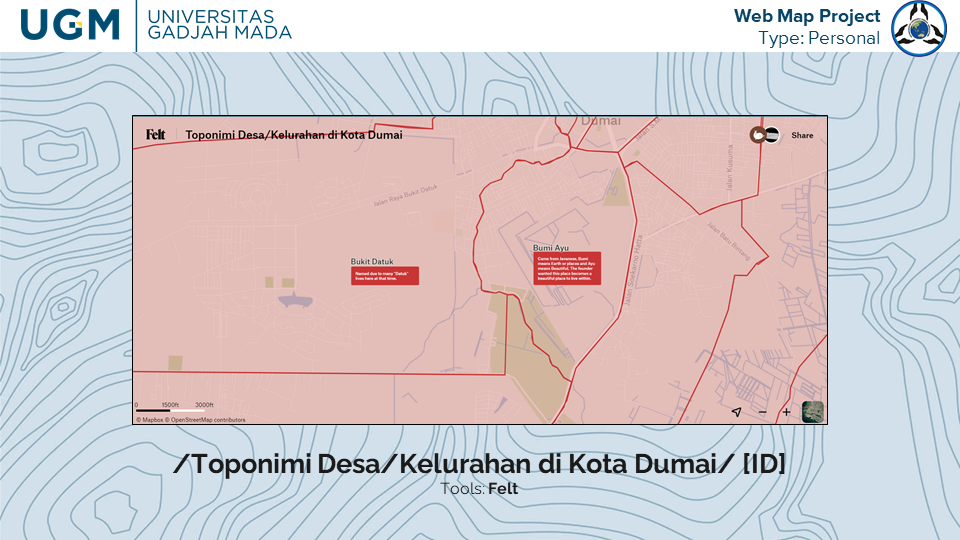 UGM
UNIVERSITAS
GADJAH MADA
Web Map Project
Type: Personal
Felt
Toponimi Desa/Kelurahan di Kota Dumai
Share
Dumai
Jalan Kusuma
Jalan Raya Bukit Datuk
Jalan Soekarno Hatta
Bukit Datuk
Named due to many "Datuk"
lives here at that time.
Bumi Ayu
Came from Javanese. Bumi
means Earth or places and Ayu
means Beautiful. The founder
wanted this place becomes a
beautiful place to live within.
0 1500ft 3000ft
© Mapbox © OpenStreetMap contributors
/Toponimi Desa/Kelurahan di Kota Dumai/ [ID]
Tools: Felt